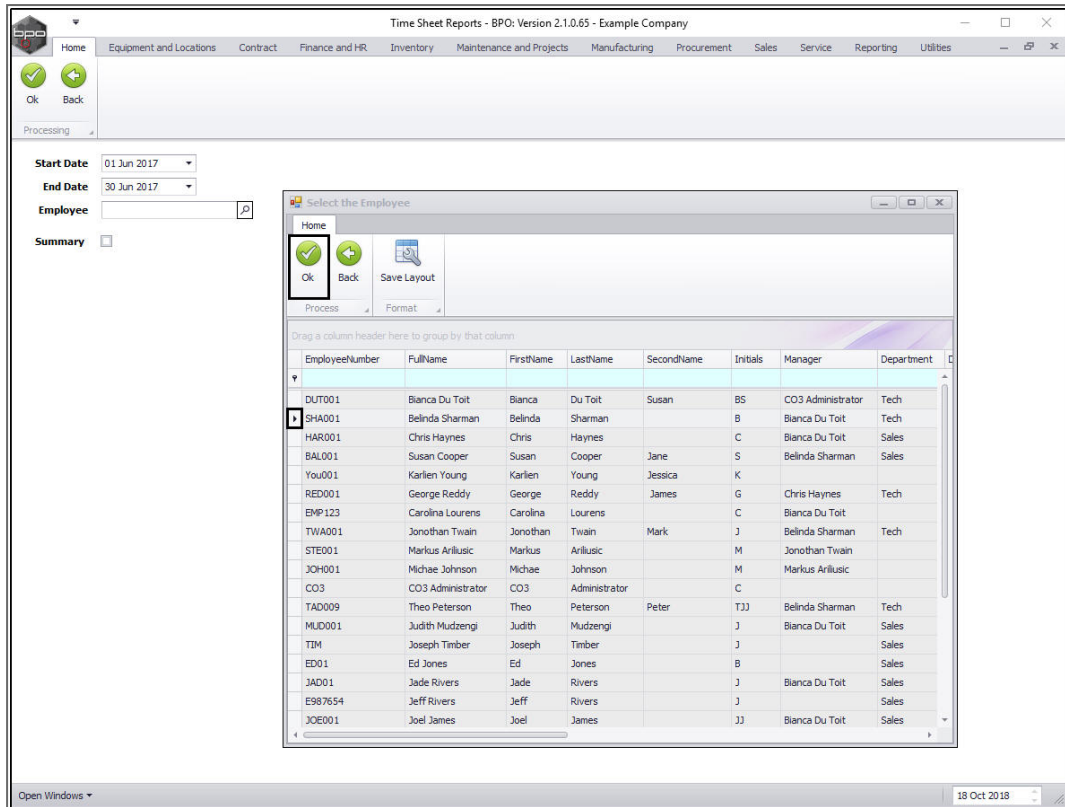 Time Sheet Reports - BPO: Version 2.1.0.65 - Example Company
bpo
Home Equipment and Locations Contract Finance and HR Inventory Maintenance and Projects Manufacturing Procurement Sales Service Reporting Utilities
Ok Back
Processing
Start Date 01 Jun 2017
End Date 30 Jun 2017
Employee
Summary
Select the Employee
Home
Ok Back Save Layout
Process Format
Drag a column header here to group by that column
EmployeeNumber FullName FirstName LastName SecondName Initials Manager Department D
DUT001 Bianca Du Toit Bianca Du Toit Susan BS CO3 Administrator Tech
SHA001 Belinda Sharman Belinda Sharman B Bianca Du Toit Tech
HAR001 Chris Haynes Chris Haynes C Bianca Du Toit Sales
BAL001 Susan Cooper Susan Cooper Jane S Belinda Sharman Sales
You001 Karlien Young Karlien Young Jessica K
RED001 George Reddy George Reddy James G Chris Haynes Tech
EMP123 Carolina Lourens Carolina Lourens C Bianca Du Toit
TWA001 Jonothan Twain Jonothan Twain Mark J Belinda Sharman Tech
STE001 Markus Ariliusic Markus Ariliusic M Jonothan Twain
JOH001 Michae Johnson Michae Johnson M Markus Ariliusic
CO3 CO3 Administrator CO3 Administrator C
TAD009 Theo Peterson Theo Peterson Peter TJJ Belinda Sharman Tech
MUD001 Judith Mudzengi Judith Mudzengi J Bianca Du Toit Sales
TIM Joseph Timber Joseph Timber J Sales
ED01 Ed Jones Ed Jones B Sales
JAD01 Jade Rivers Jade Rivers J Bianca Du Toit Sales
E987654 Jeff Rivers Jeff Rivers J Sales
JOE001 Joel James Joel James JJ Bianca Du Toit Sales
Open Windows 18 Oct 2018